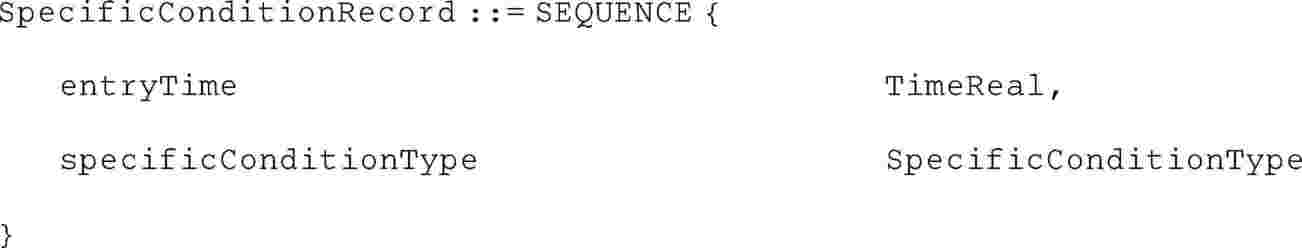 SpecificConditionRecord ::= SEQUENCE {
entryTime TimeReal,
specificConditionType SpecificConditionType
}